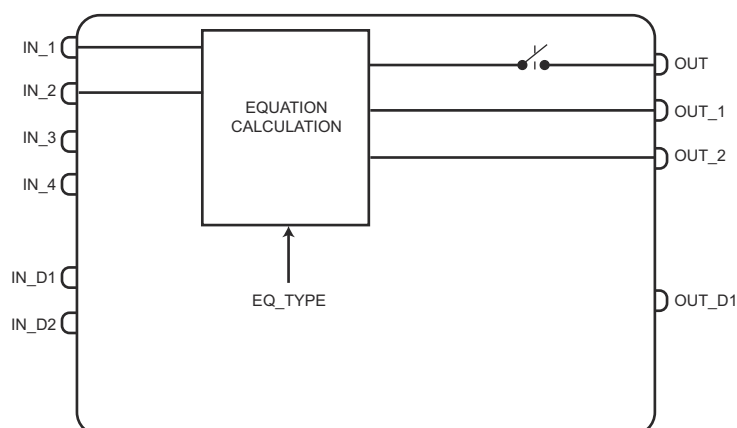 IN_1
IN_2
IN_3
IN_4
IN_D1
IN_D2
EQUATION
CALCULATION
EQ_TYPE
OUT
OUT_1
OUT_2
OUT_D1